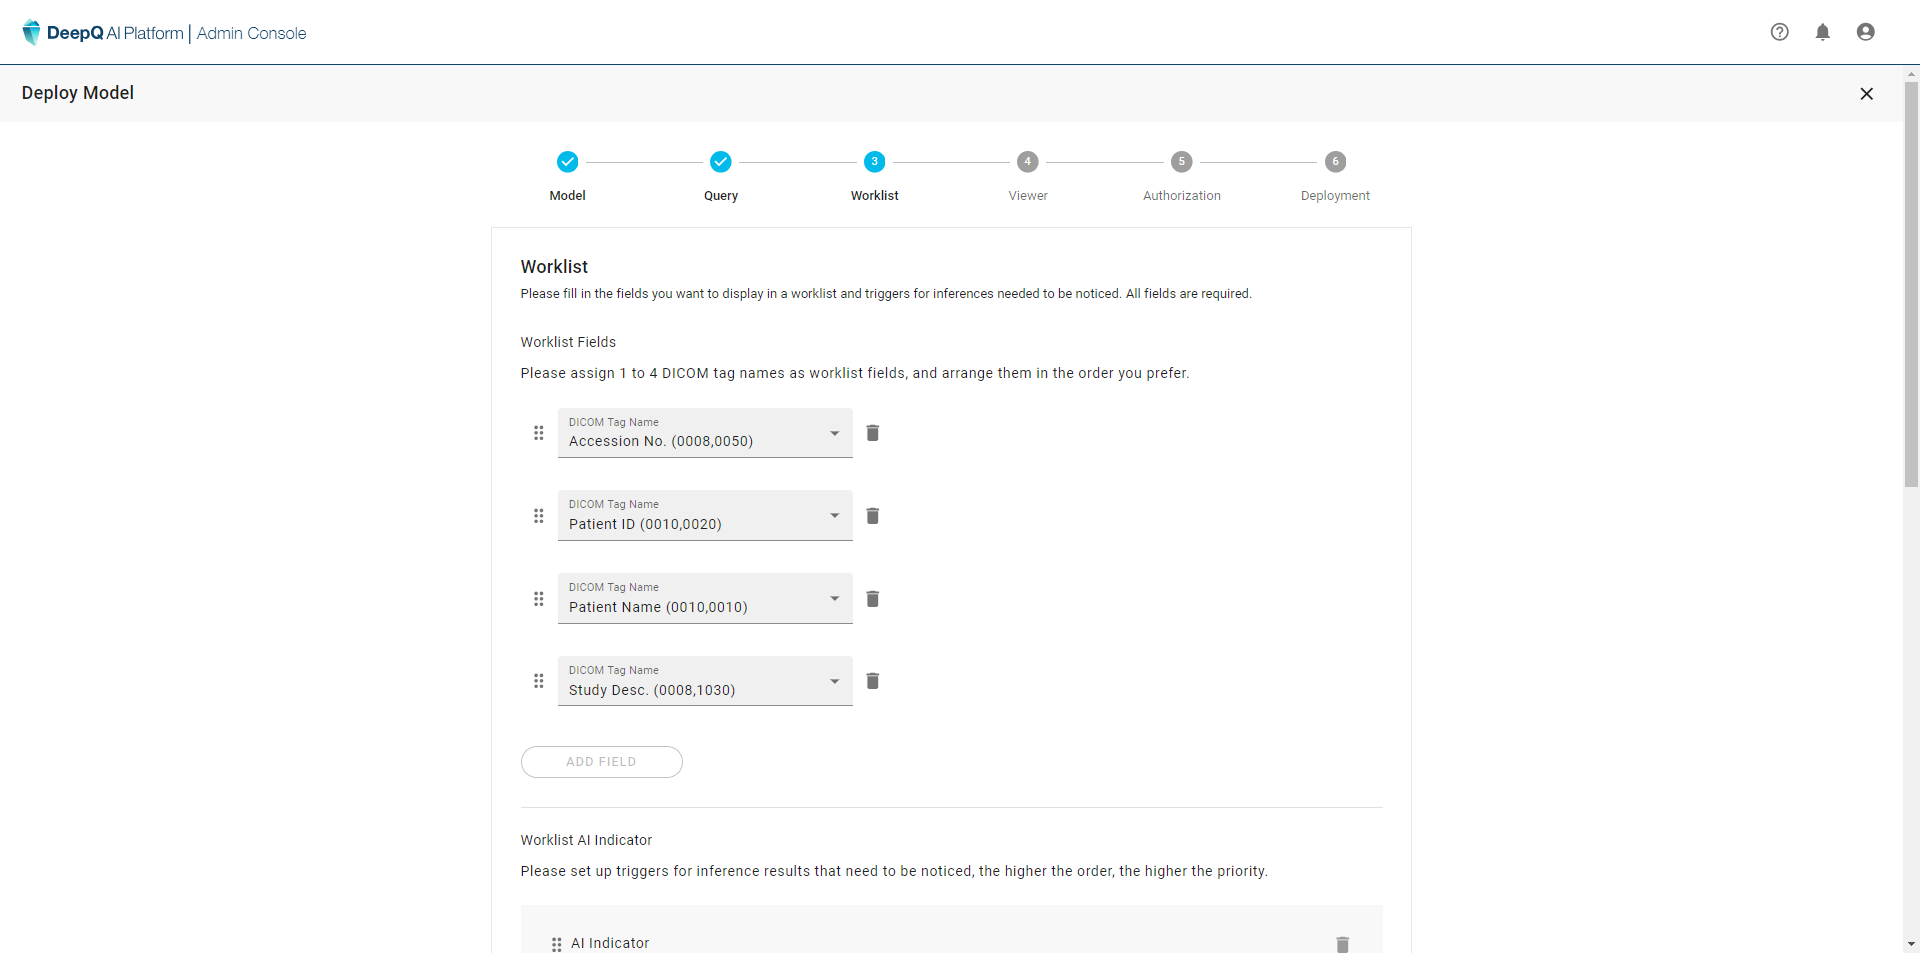 DeepQ AI Platform | Admin Console
Deploy Model
3
4
5
6
Model
Query
Worklist
Viewer
Authorization
Deployment
Worklist
Please fill in the fields you want to display in a worklist and triggers for inferences needed to be noticed. All fields are required.
Worklist Fields
Please assign 1 to 4 DICOM tag names as worklist fields, and arrange them in the order you prefer.
DICOM Tag Name
Accession No. (0008,0050)
DICOM Tag Name
Patient ID (0010,0020)
DICOM Tag Name
Patient Name (0010,0010)
DICOM Tag Name
Study Desc. (0008,1030)
ADD FIELD
Worklist AI Indicator
Please set up triggers for inference results that need to be noticed, the higher the order, the higher the priority.
AI Indicator